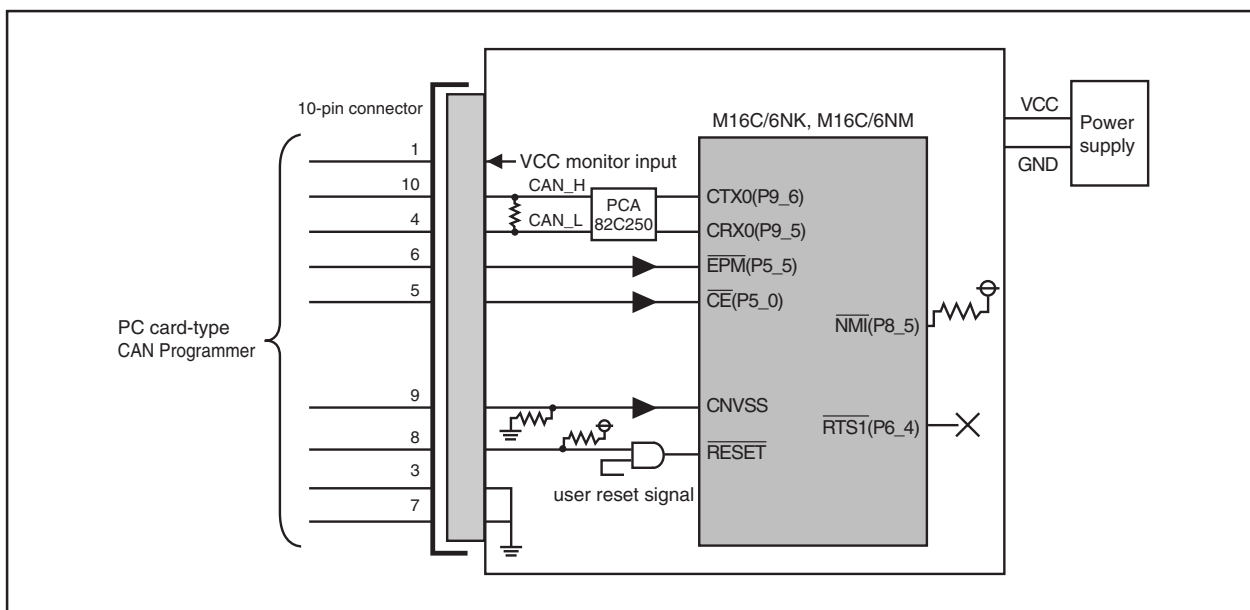 10-pin connector
M16C/6NK, M16C/6NM
VCC
GND
Power
supply
1
VCC monitor input
10
CAN_H
PCA
82C250
CTX0(P9_6)
4
CAN_L
CRX0(P9_5)
6
EPM(P5_5)
5
CE(P5_0)
NMI(P8_5)
PC card-type
CAN Programmer
9
CNVSS
RTS1(P6_4)
8
RESET
3
user reset signal
7